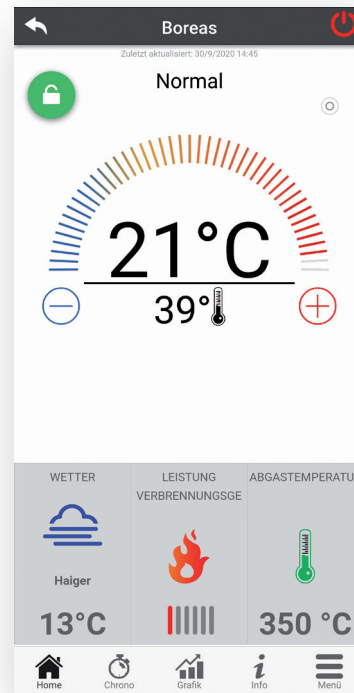 Boreas
Zuletzt aktualisiert: 30/9/2020 14:45
Normal
21°C
39°
WETTER
LEISTUNG
VERBRENNUNGSGE
ABGASTEMPERATU
Haiger
13°C
350 °C
Home
Chrono
Grafik
Info
Menü